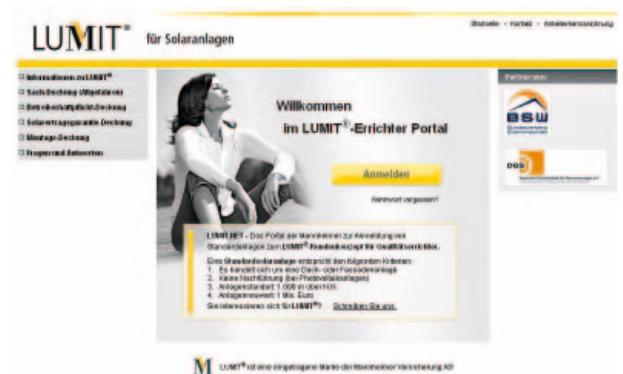 LUMIT® für Solaranlagen
Startseite - Kontakt - Anbieterkennzeichnung
Informationen zu LUMIT®
Sach-Deckung (Allgefahren)
Betreiberhaftpflicht-Deckung
Solarertragsgarantie-Deckung
Montage-Deckung
Fragen und Antworten
Willkommen
im LUMIT®-Errichter Portal
Anmelden
Kennwort vergessen?
Partner von:
BSW
Bundesverband
Solarwirtschaft
DGS
LUMIT.NET - Das Portal der Mannheimer zur Anmeldung von
Standardanlagen zum LUMIT®-Kundenkonzept für Qualitätserrichter.
Eine Standardsolaranlage entspricht den folgenden Kriterien:
1. Es handelt sich um eine Dach- oder Fassadenanlage
2. Keine Nachführung (bei Photovoltaikanlagen)
3. Anlagenstandort: 1.000 m über N.N.
4. Anlagenneuwert: 1 Mio. Euro
Sie interessieren sich für LUMIT®? Schreiben Sie uns.
M LUMIT® ist eine eingetragene Marke der Mannheimer Versicherung AG